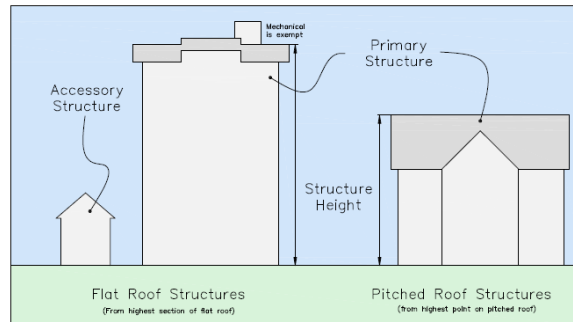 Mechanical
is exempt
Primary
Structure
Accessory
Structure
Structure
Height
Flat Roof Structures
(From highest section of flat roof)
Pitched Roof Structures
(from highest point on pitched roof)